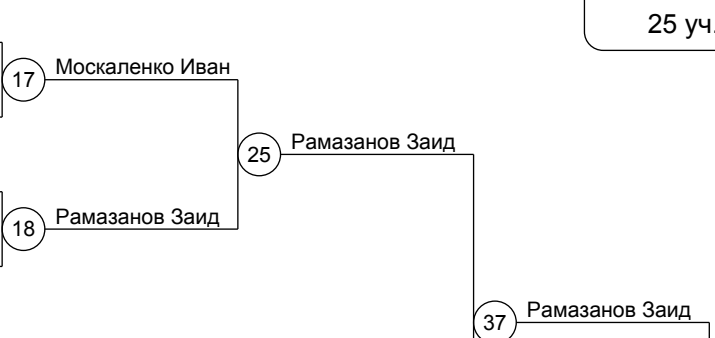 25 уч.
17 Москаленко Иван
25 Рамазанов Заид
18 Рамазанов Заид
37 Рамазанов Заид